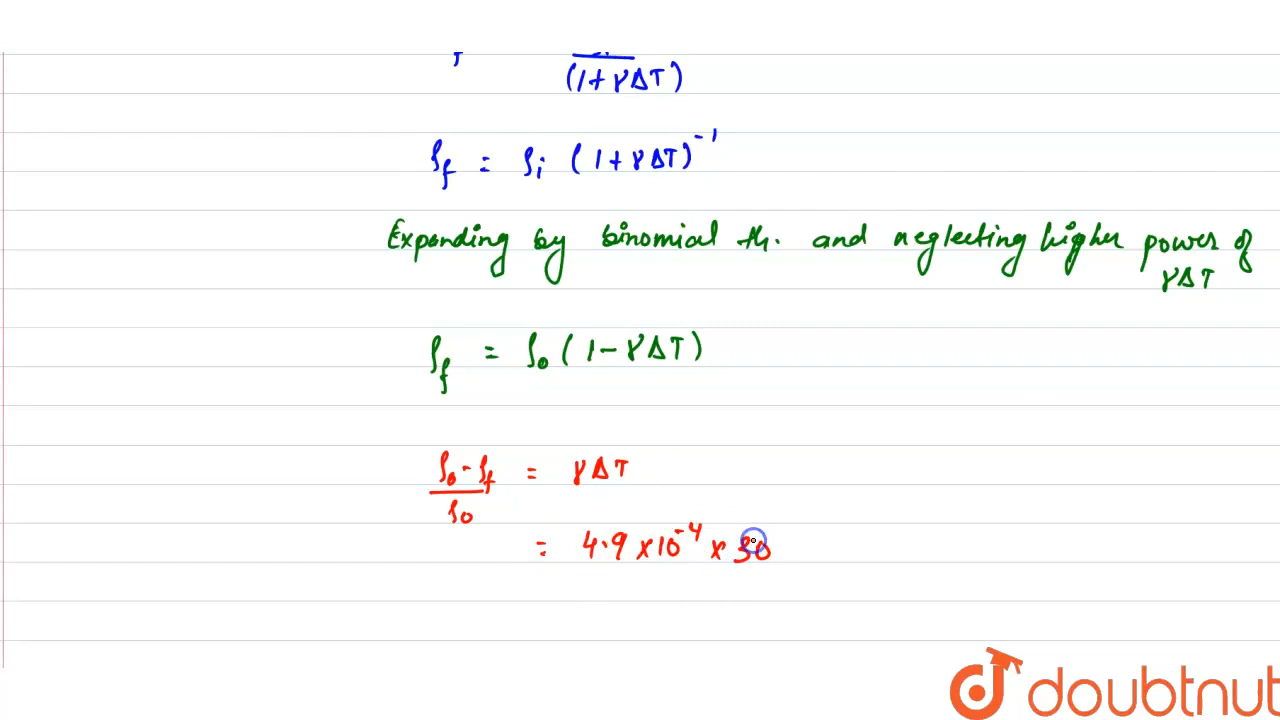 (1+γΔT)
ρf = ρi (1+γΔT)⁻¹
Expanding by binomial th. and neglecting higher power of
γΔT
ρf = ρ0 (1-γΔT)
ρ0-ρf = γΔT
ρ0
= 4.9 ×10⁻⁴ × 30
doubtnut